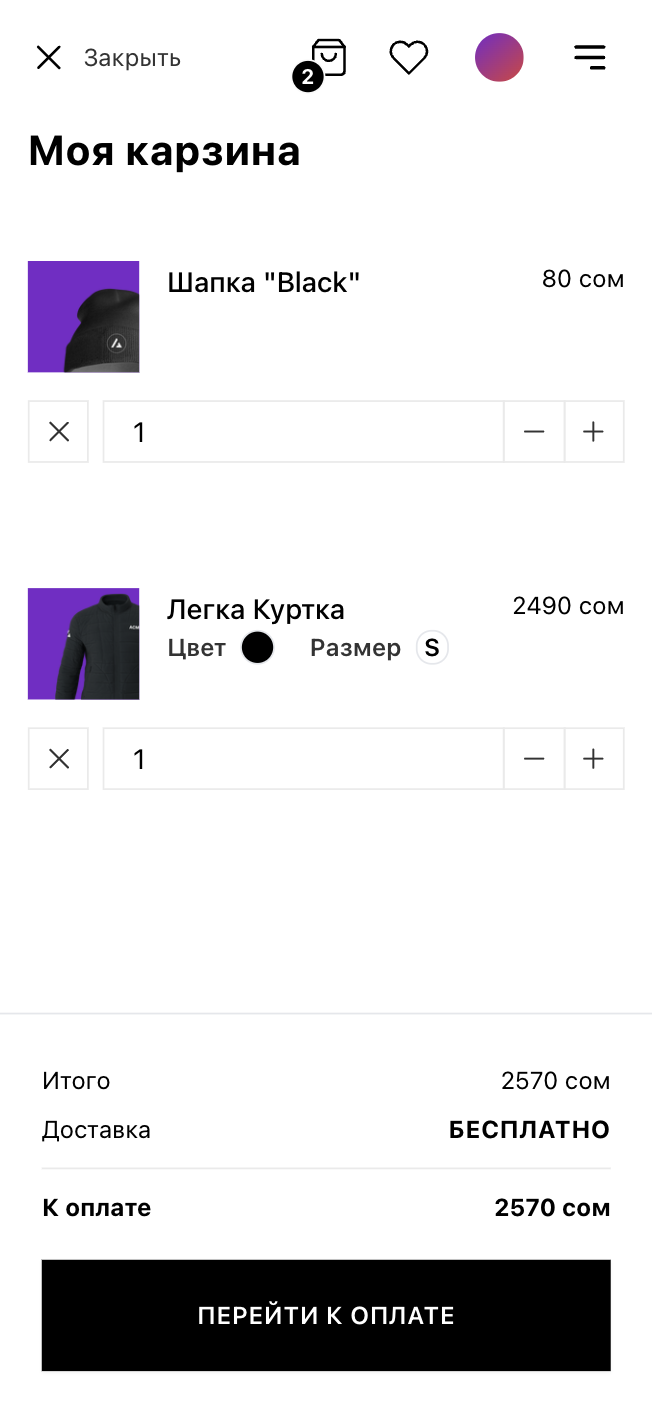 Закрыть
2
Моя карзина
Шапка "Black"
80 сом
1
Легка Куртка
2490 сом
Цвет Размер S
1
Итого 2570 сом
Доставка БЕСПЛАТНО
К оплате 2570 сом
ПЕРЕЙТИ К ОПЛАТЕ